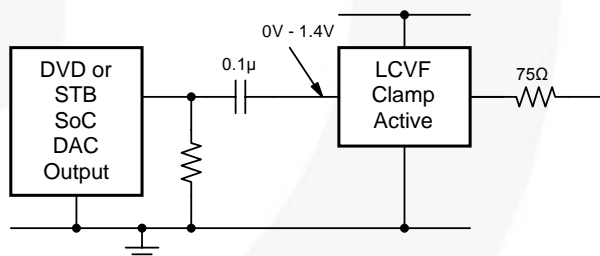 0V - 1.4V
DVD or
STB
SoC
DAC
Output
0.1µ
LCVF
Clamp
Active
75Ω